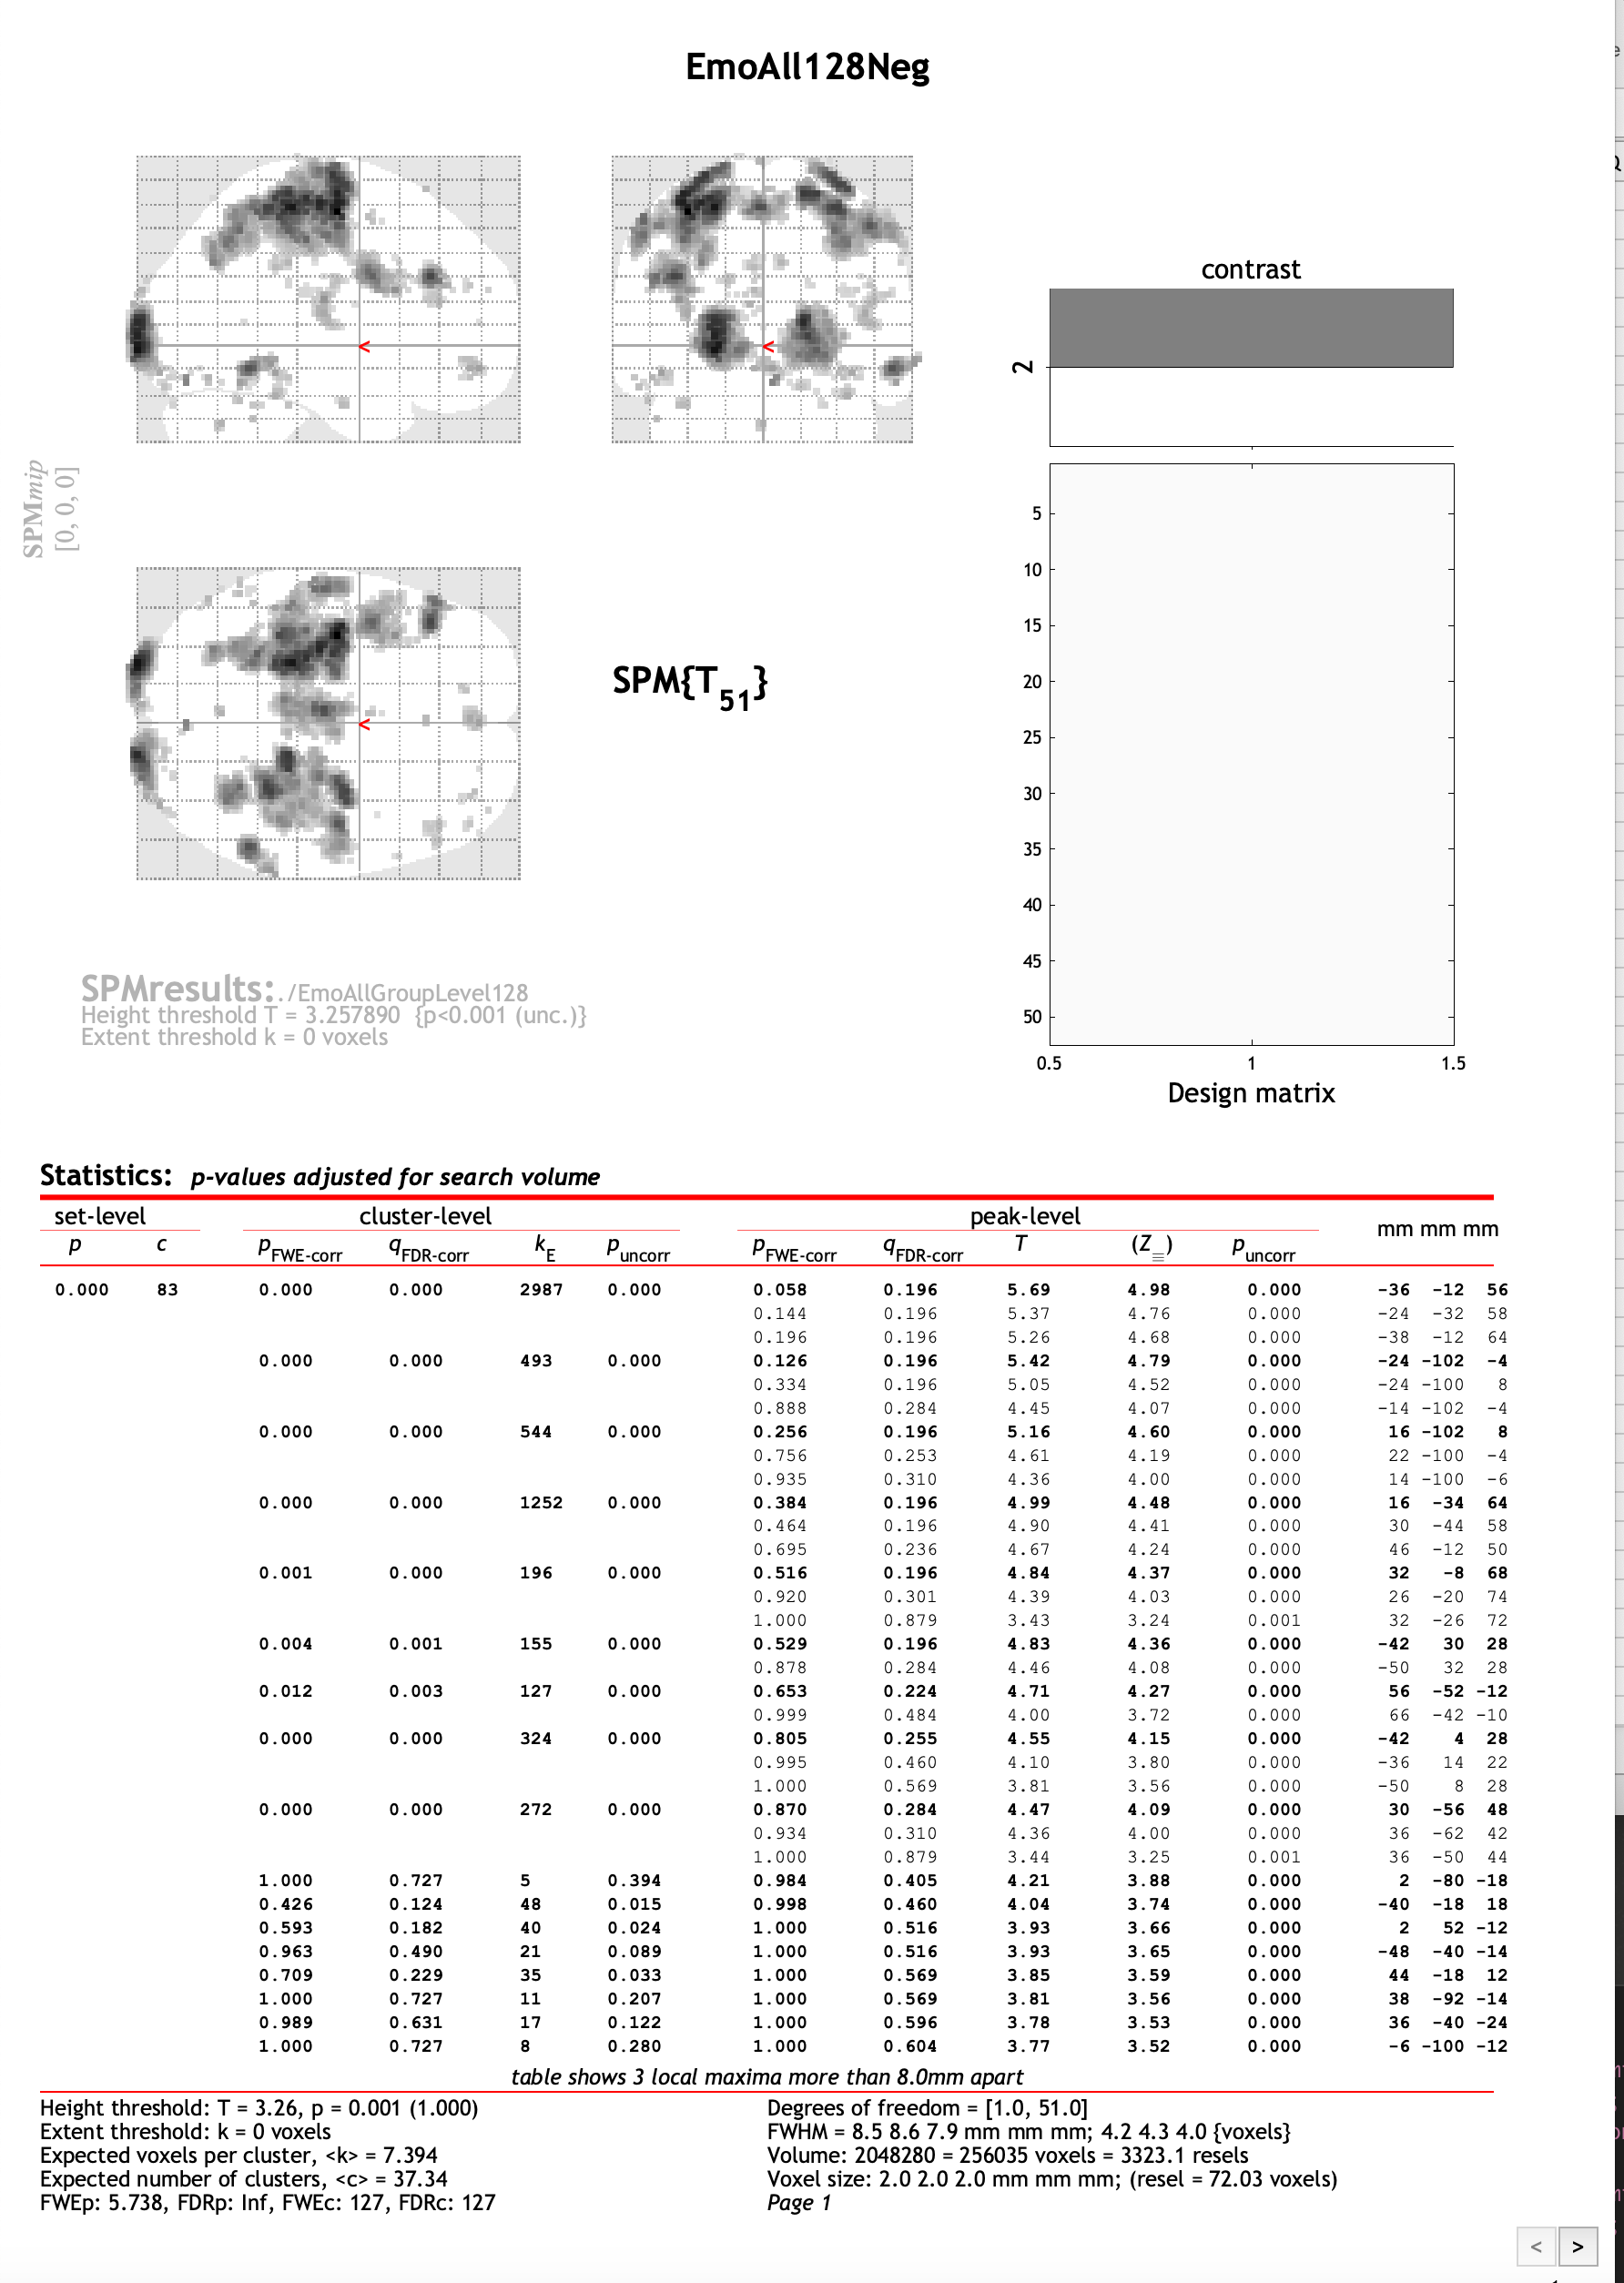 EmoAll128Neg
SPMmip
[0, 0, 0]
<
<
<
SPM{T51}
contrast
2
5
10
15
20
25
30
35
40
45
50
0.5 1 1.5
Design matrix
SPMresults: ./EmoAllGroupLevel128
Height threshold T = 3.257890 {p<0.001 (unc.)}
Extent threshold k = 0 voxels
Statistics: p-values adjusted for search volume
set-level cluster-level peak-level mm mm mm
p c pFWE-corr qFDR-corr kE puncorr pFWE-corr qFDR-corr T (Z≡) puncorr
0.000 83 0.000 0.000 2987 0.000 0.058 0.196 5.69 4.98 0.000 -36 -12 56
0.144 0.196 5.37 4.76 0.000 -24 -32 58
0.196 0.196 5.26 4.68 0.000 -38 -12 64
0.000 0.000 493 0.000 0.126 0.196 5.42 4.79 0.000 -24 -102 -4
0.334 0.196 5.05 4.52 0.000 -24 -100 8
0.888 0.284 4.45 4.07 0.000 -14 -102 -4
0.000 0.000 544 0.000 0.256 0.196 5.16 4.60 0.000 16 -102 8
0.756 0.253 4.61 4.19 0.000 22 -100 -4
0.935 0.310 4.36 4.00 0.000 14 -100 -6
0.000 0.000 1252 0.000 0.384 0.196 4.99 4.48 0.000 16 -34 64
0.464 0.196 4.90 4.41 0.000 30 -44 58
0.695 0.236 4.67 4.24 0.000 46 -12 50
0.001 0.000 196 0.000 0.516 0.196 4.84 4.37 0.000 32 -8 68
0.920 0.301 4.39 4.03 0.000 26 -20 74
1.000 0.879 3.43 3.24 0.001 32 -26 72
0.004 0.001 155 0.000 0.529 0.196 4.83 4.36 0.000 -42 30 28
0.878 0.284 4.46 4.08 0.000 -50 32 28
0.012 0.003 127 0.000 0.653 0.224 4.71 4.27 0.000 56 -52 -12
0.999 0.484 4.00 3.72 0.000 66 -42 -10
0.000 0.000 324 0.000 0.805 0.255 4.55 4.15 0.000 -42 4 28
0.995 0.460 4.10 3.80 0.000 -36 14 22
1.000 0.569 3.81 3.56 0.000 -50 8 28
0.000 0.000 272 0.000 0.870 0.284 4.47 4.09 0.000 30 -56 48
0.934 0.310 4.36 4.00 0.000 36 -62 42
1.000 0.879 3.44 3.25 0.001 36 -50 44
1.000 0.727 5 0.394 0.984 0.405 4.21 3.88 0.000 2 -80 -18
0.426 0.124 48 0.015 0.998 0.460 4.04 3.74 0.000 -40 -18 18
0.593 0.182 40 0.024 1.000 0.516 3.93 3.66 0.000 2 52 -12
0.963 0.490 21 0.089 1.000 0.516 3.93 3.65 0.000 -48 -40 -14
0.709 0.229 35 0.033 1.000 0.569 3.85 3.59 0.000 44 -18 12
1.000 0.727 11 0.207 1.000 0.569 3.81 3.56 0.000 38 -92 -14
0.989 0.631 17 0.122 1.000 0.596 3.78 3.53 0.000 36 -40 -24
1.000 0.727 8 0.280 1.000 0.604 3.77 3.52 0.000 -6 -100 -12
table shows 3 local maxima more than 8.0mm apart
Height threshold: T = 3.26, p = 0.001 (1.000)
Extent threshold: k = 0 voxels
Expected voxels per cluster, <k> = 7.394
Expected number of clusters, <c> = 37.34
FWEp: 5.738, FDRp: Inf, FWEc: 127, FDRc: 127
Degrees of freedom = [1.0, 51.0]
FWHM = 8.5 8.6 7.9 mm mm mm; 4.2 4.3 4.0 {voxels}
Volume: 2048280 = 256035 voxels = 3323.1 resels
Voxel size: 2.0 2.0 2.0 mm mm mm; (resel = 72.03 voxels)
Page 1
< >